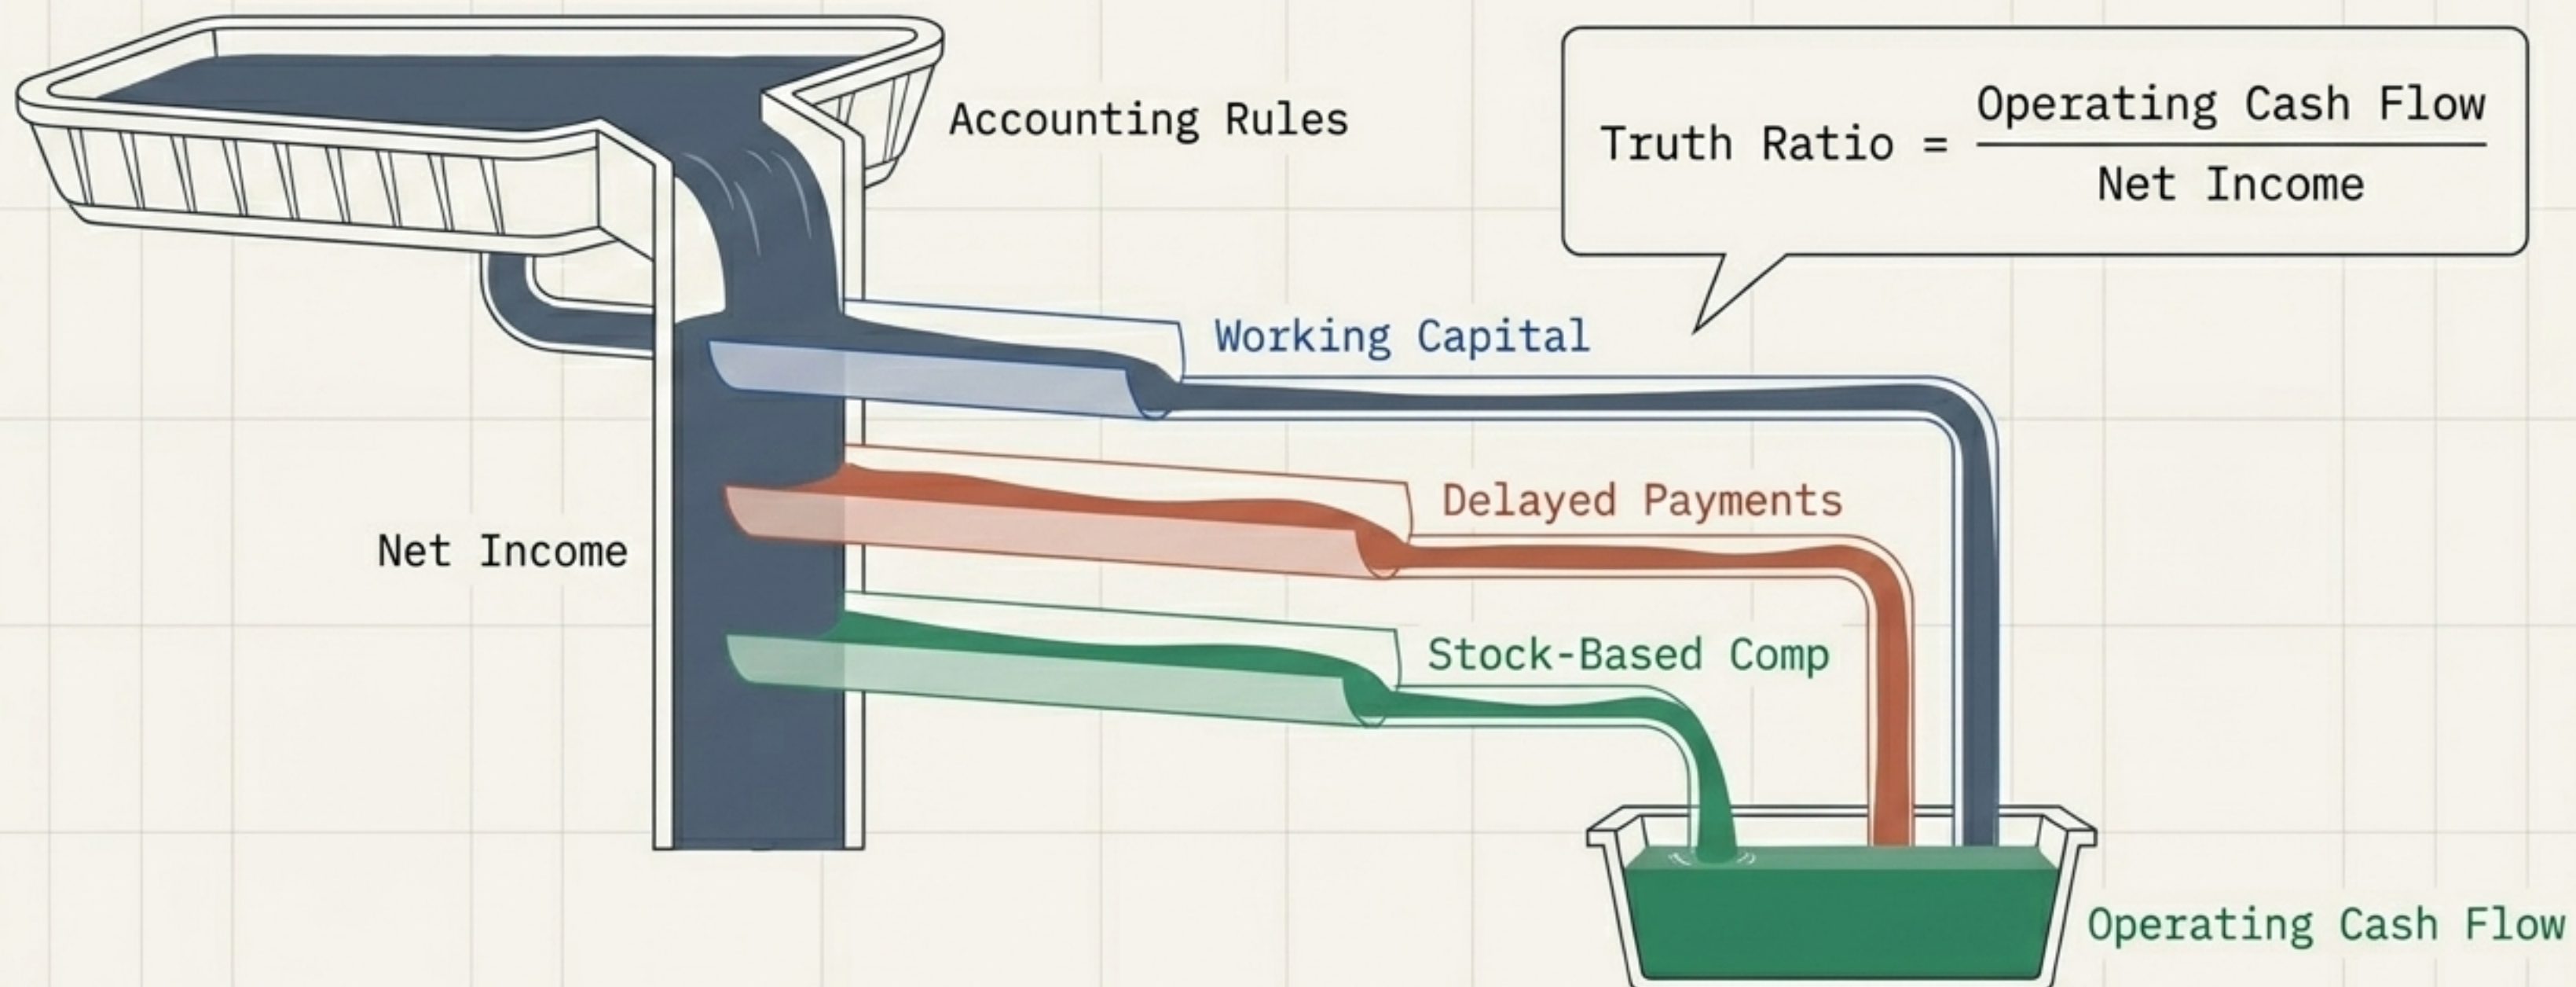 Accounting Rules
Truth Ratio = Operating Cash Flow
Net Income
Working Capital
Delayed Payments
Net Income
Stock-Based Comp
Operating Cash Flow